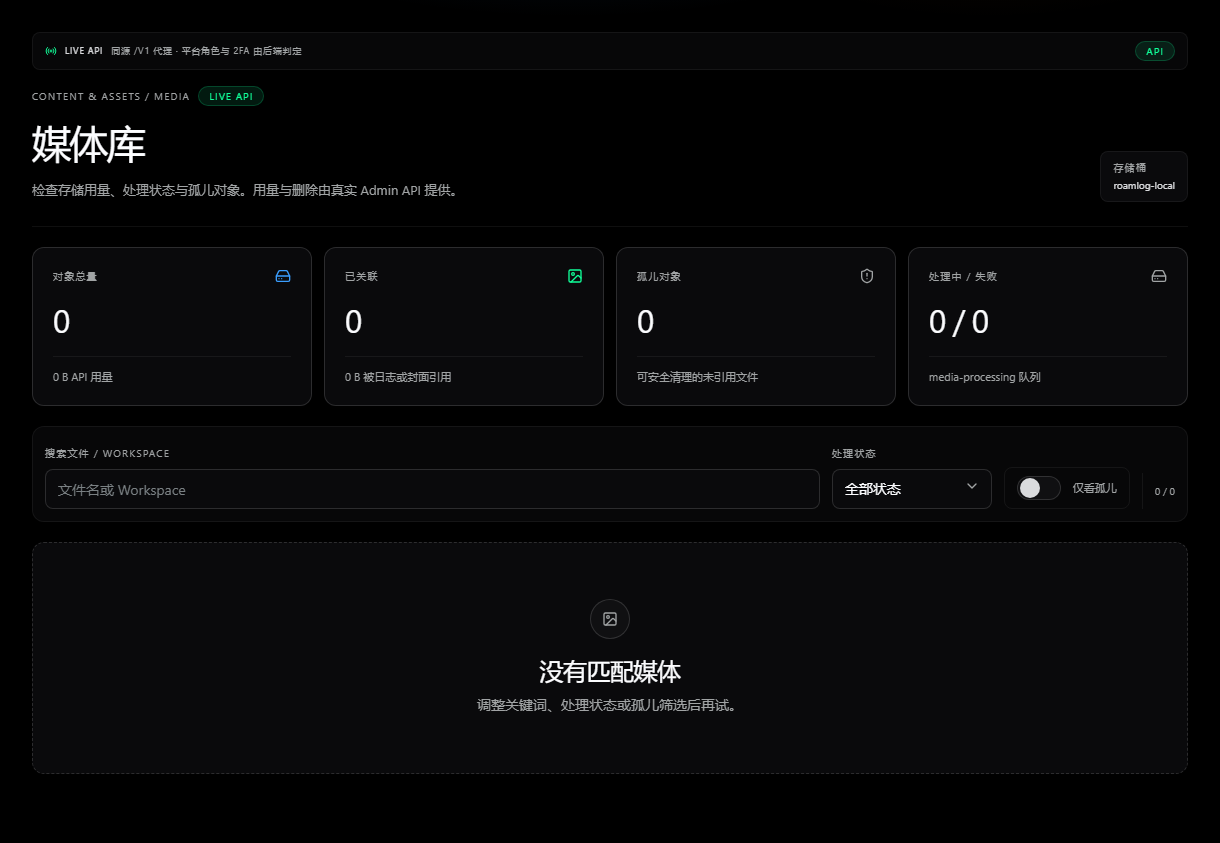 LIVE API 同源 /V1 代理 · 平台角色与 2FA 由后端判定
API
CONTENT & ASSETS / MEDIA LIVE API
媒体库
检查存储用量、处理状态与孤儿对象。用量与删除由真实 Admin API 提供。
存储桶
roamlog-local
对象总量
0
0 B API 用量
已关联
0
0 B 被日志或封面引用
孤儿对象
0
可安全清理的未引用文件
处理中 / 失败
0 / 0
media-processing 队列
搜索文件 / WORKSPACE
文件名或 Workspace
处理状态
全部状态
仅看孤儿
0 / 0
没有匹配媒体
调整关键词、处理状态或孤儿筛选后再试。